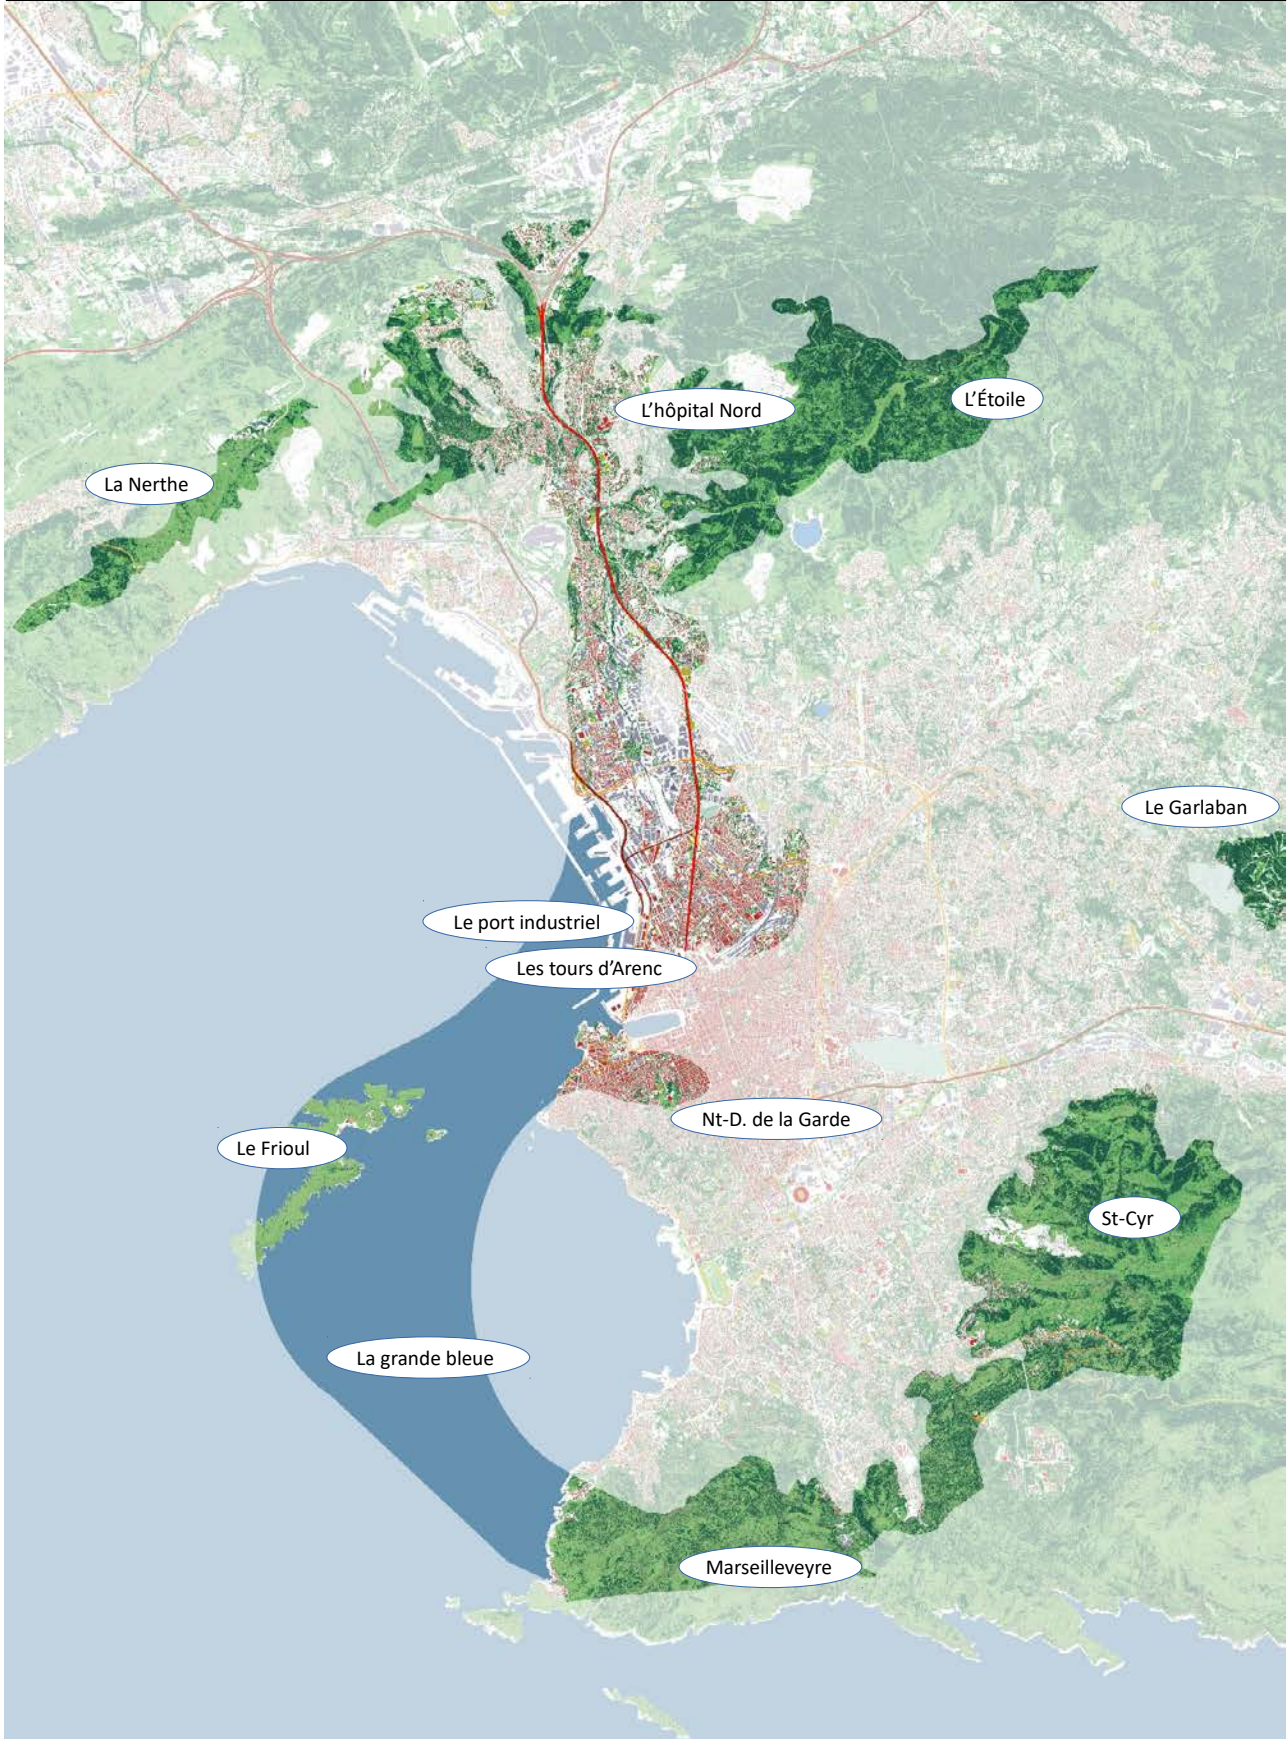 L'hôpital Nord
L'Étoile
La Nerthe
Le Garlaban
Le port industriel
Les tours d'Arenc
Nt-D. de la Garde
Le Frioul
St-Cyr
La grande bleue
Marseilleveyre